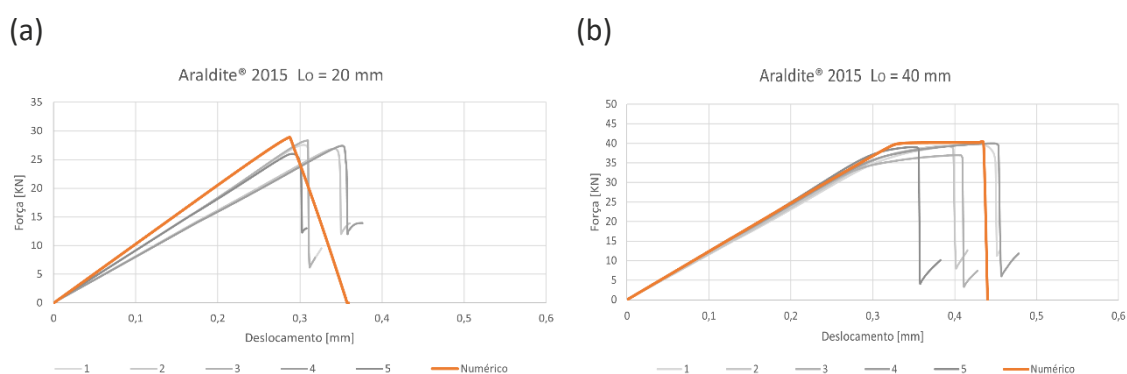 (a)
Araldite® 2015 Lo = 20 mm
Força [KN]
35
30
25
20
15
10
5
0
0 0,1 0,2 0,3 0,4 0,5 0,6
Deslocamento [mm]
1 2 3 4 5 Numérico
(b)
Araldite® 2015 Lo = 40 mm
Força [KN]
50
45
40
35
30
25
20
15
10
5
0
0 0,1 0,2 0,3 0,4 0,5 0,6
Deslocamento [mm]
1 2 3 4 5 Numérico